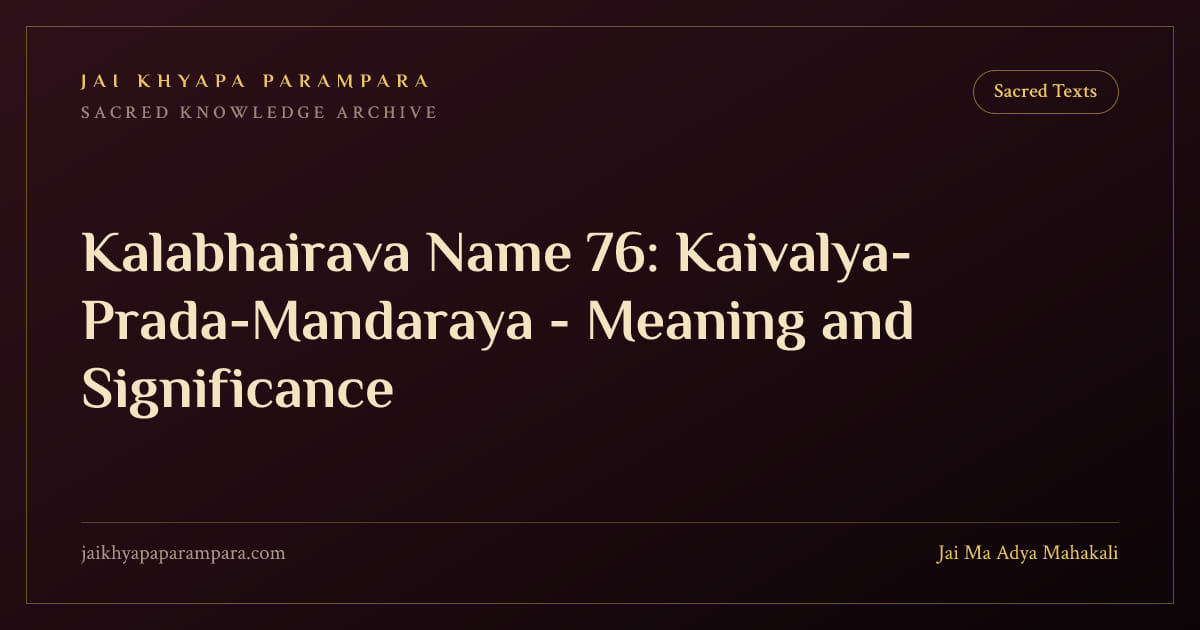 JAI KHYAPA PARAMPARA
SACRED KNOWLEDGE ARCHIVE
Sacred Texts
Kalabhairava Name 76: Kaivalya-
Prada-Mandaraya - Meaning and
Significance
jaikhyapaparampara.com
Jai Ma Adya Mahakali